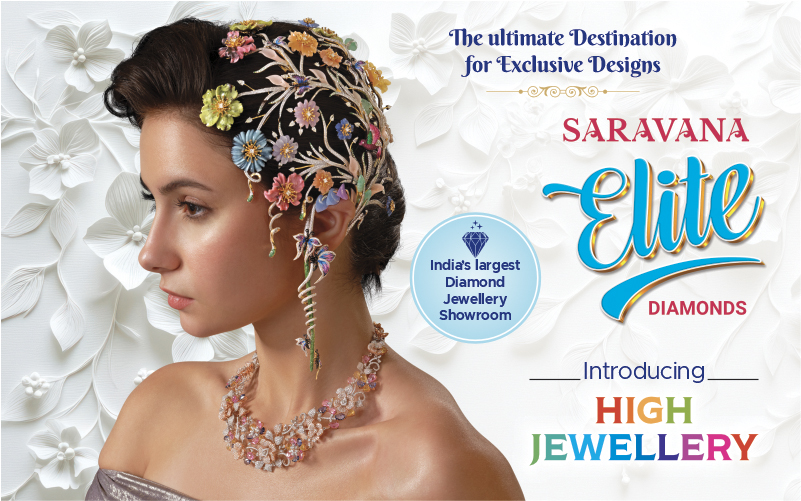 The ultimate Destination
for Exclusive Designs
SARAVANA
Elite
DIAMONDS
India's largest
Diamond
Jewellery
Showroom
Introducing
HIGH
JEWELLERY